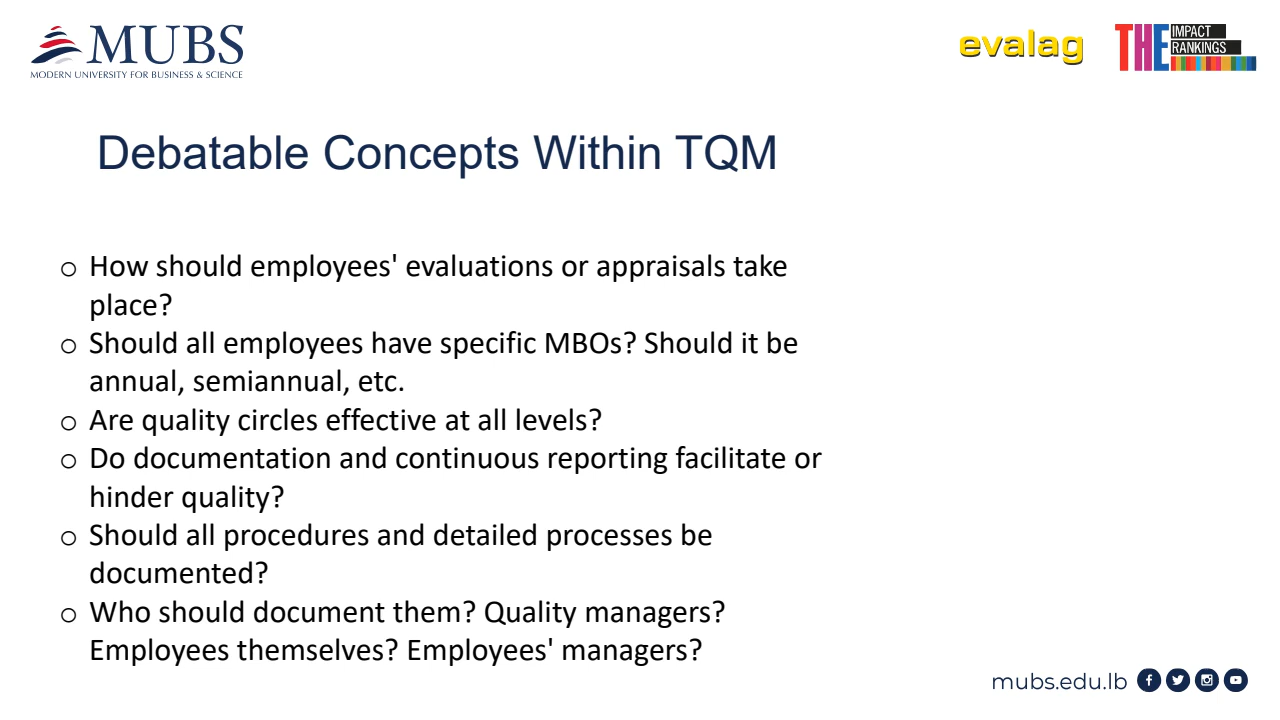 MUBS
MODERN UNIVERSITY FOR BUSINESS & SCIENCE
evalag
THE IMPACT RANKINGS
Debatable Concepts Within TQM
o How should employees' evaluations or appraisals take
place?
o Should all employees have specific MBOs? Should it be
annual, semiannual, etc.
o Are quality circles effective at all levels?
o Do documentation and continuous reporting facilitate or
hinder quality?
o Should all procedures and detailed processes be
documented?
o Who should document them? Quality managers?
Employees themselves? Employees' managers?
mubs.edu.lb